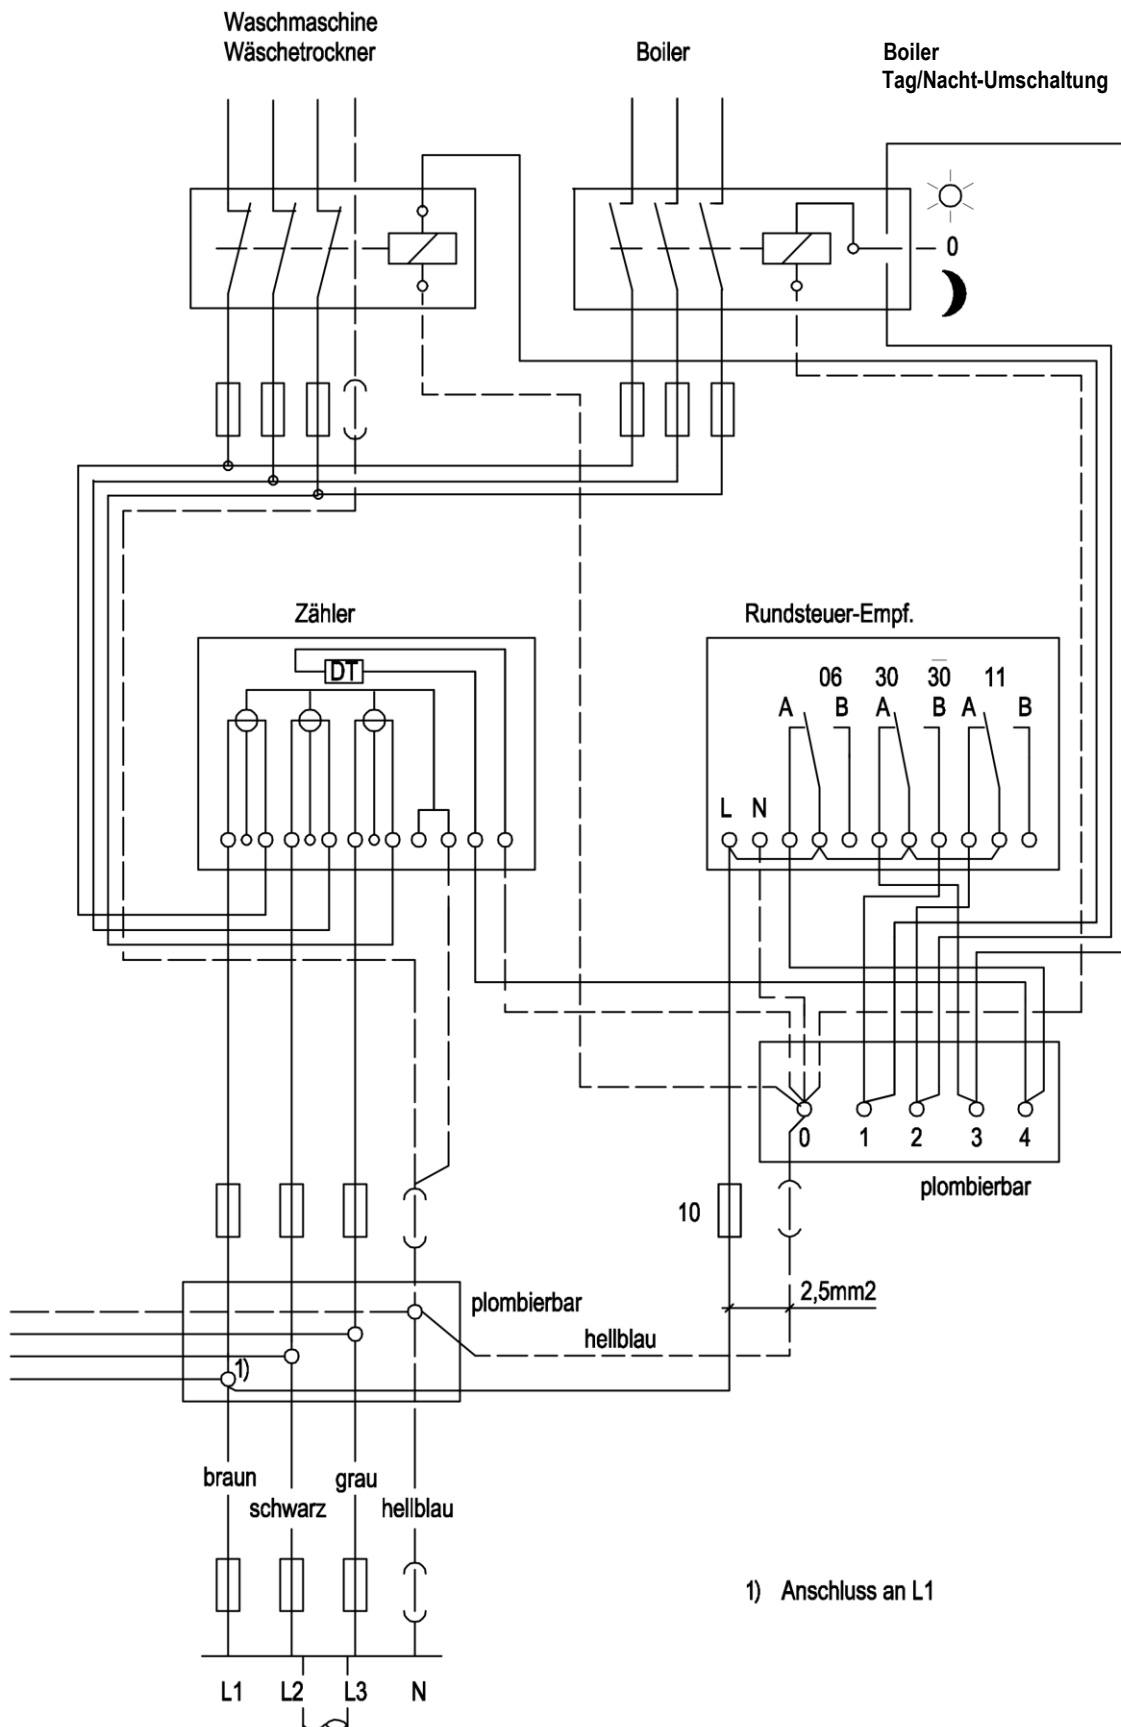 Waschmaschine
Wäschetrockner
Boiler
Boiler
Tag/Nacht-Umschaltung
0
Zähler
Rundsteuer-Empf.
DT
06 30 3̅0̅ 11
A B A B A B
L N
0 1 2 3 4
plombierbar
10
2,5mm2
plombierbar
hellblau
1)
braun grau
schwarz hellblau
1) Anschluss an L1
L1 L2 L3 N